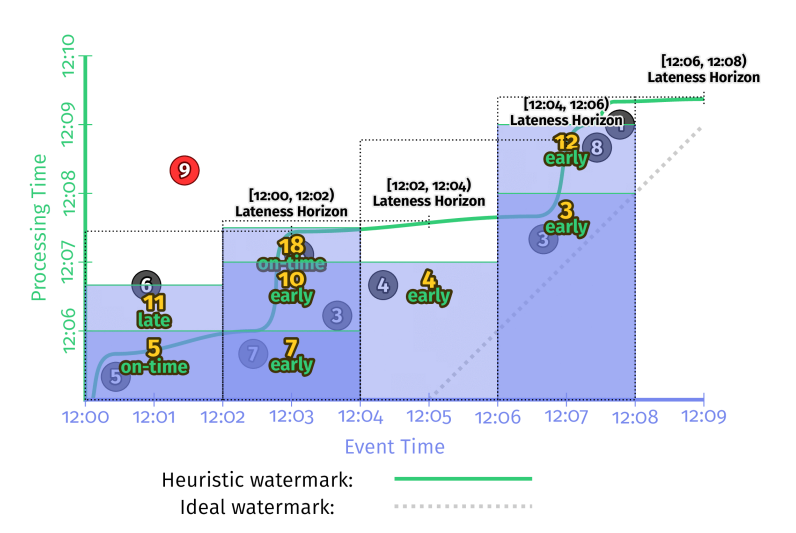 12:10
12:09
12:08
12:07
12:06
Processing Time
[12:06, 12:08)
Lateness Horizon
[12:04, 12:06)
Lateness Horizon
[12:02, 12:04)
Lateness Horizon
[12:00, 12:02)
Lateness Horizon
9
8
12
early
18
on-time
10
early
3
early
3
6
11
late
4
4
early
3
5
on-time
5
7
7
early
12:00 12:01 12:02 12:03 12:04 12:05 12:06 12:07 12:08 12:09
Event Time
Heuristic watermark:
Ideal watermark: